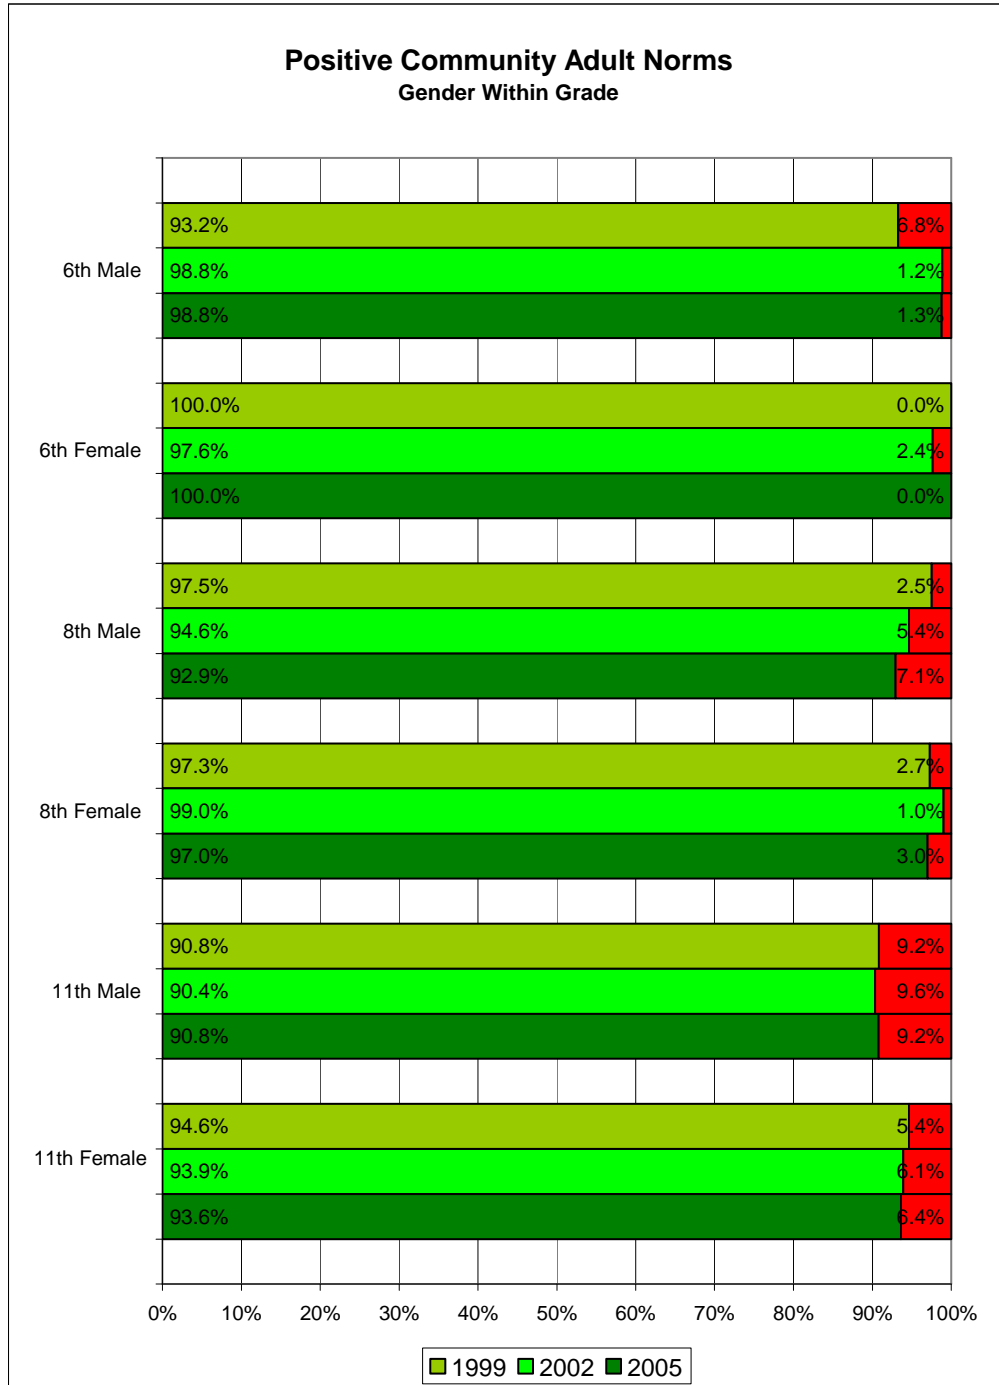 Positive Community Adult Norms
Gender Within Grade
93.2% 6.8%
6th Male 98.8% 1.2%
98.8% 1.3%
100.0% 0.0%
6th Female 97.6% 2.4%
100.0% 0.0%
97.5% 2.5%
8th Male 94.6% 5.4%
92.9% 7.1%
97.3% 2.7%
8th Female 99.0% 1.0%
97.0% 3.0%
90.8% 9.2%
11th Male 90.4% 9.6%
90.8% 9.2%
94.6% 5.4%
11th Female 93.9% 6.1%
93.6% 6.4%
0% 10% 20% 30% 40% 50% 60% 70% 80% 90% 100%
1999 2002 2005